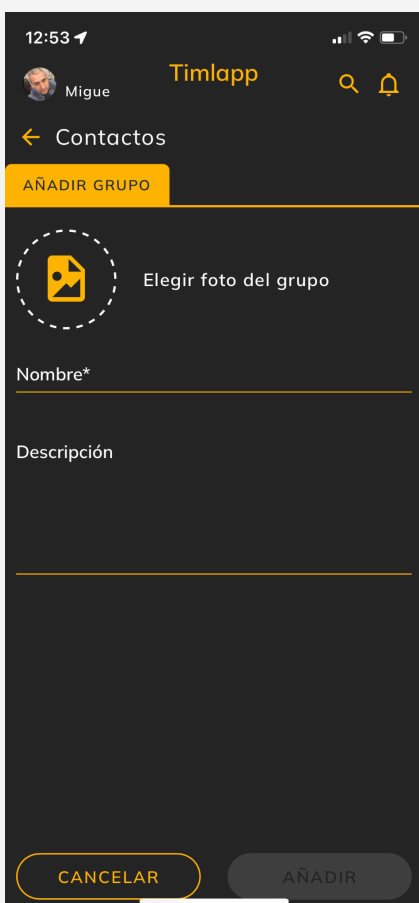 12:53
Timlapp
Migue
Contactos
AÑADIR GRUPO
Elegir foto del grupo
Nombre*
Descripción
CANCELAR
AÑADIR